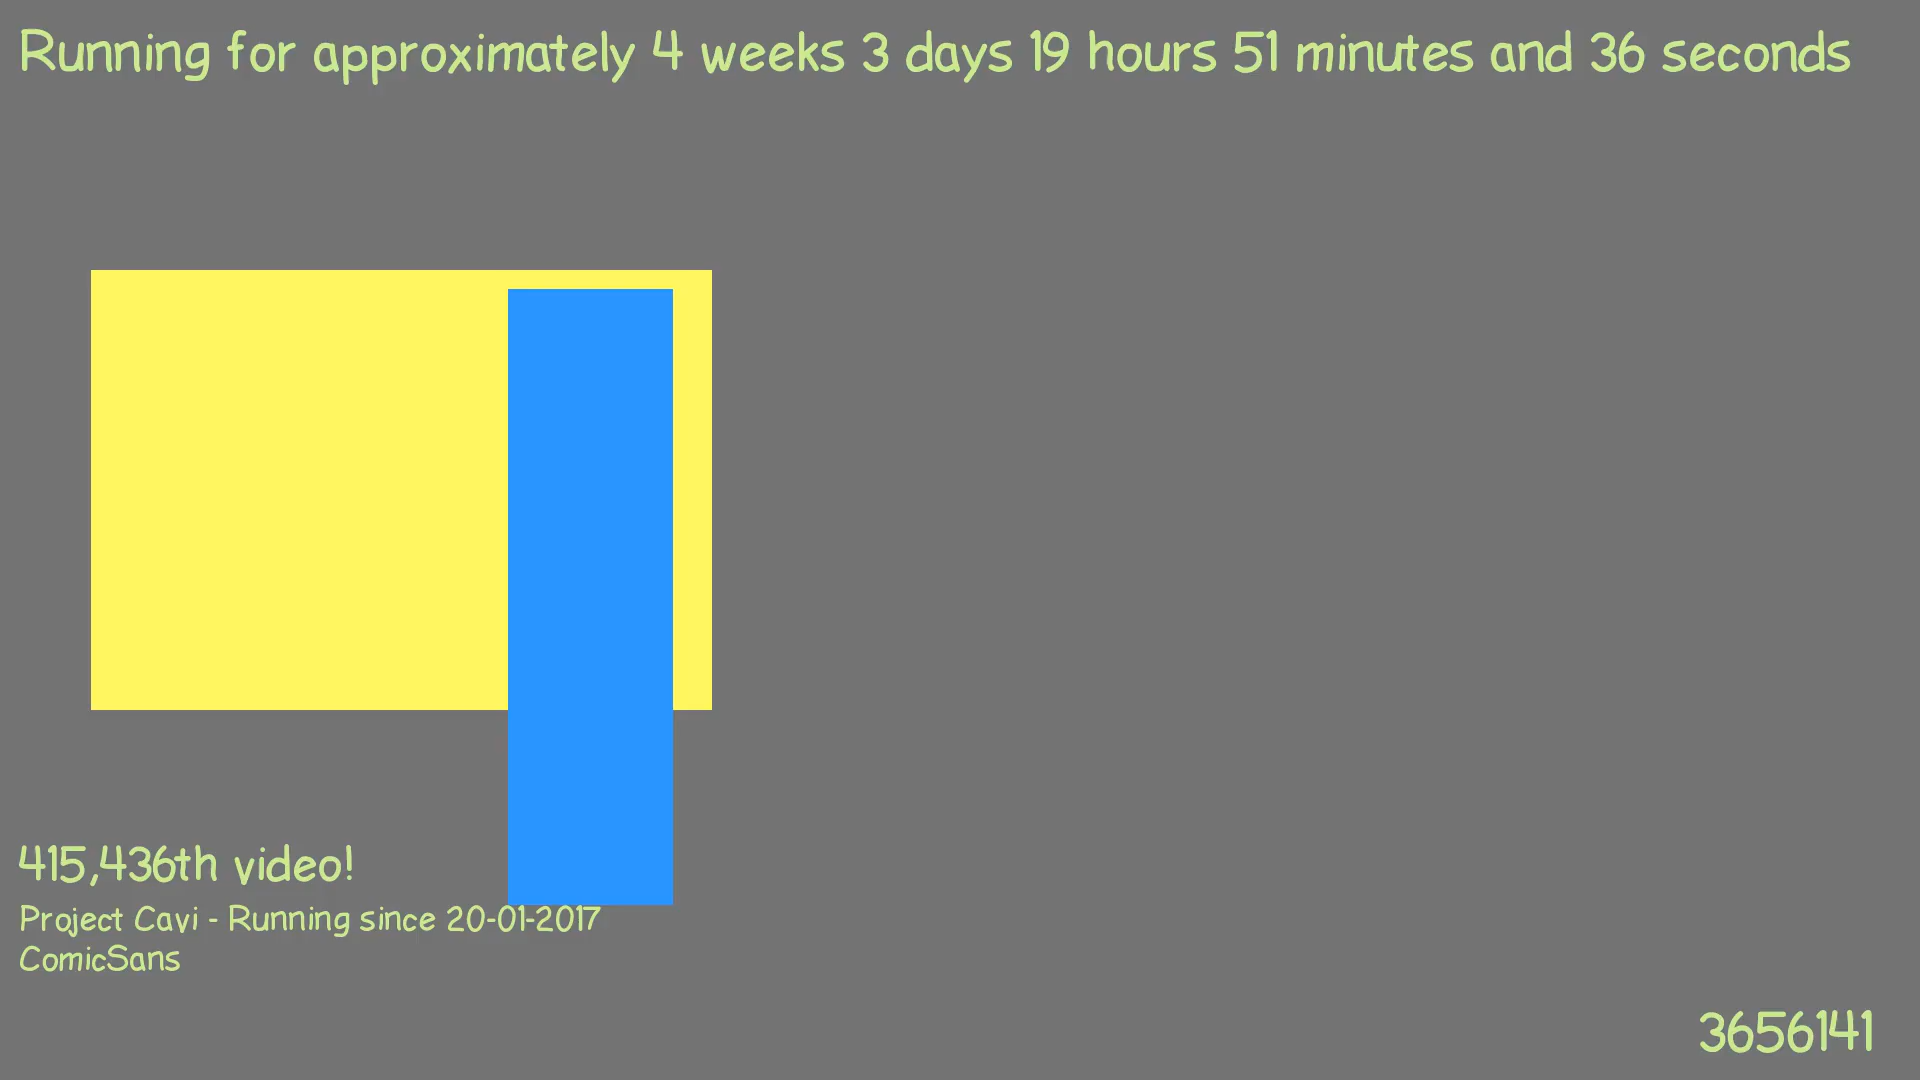 Running for approximately 4 weeks 3 days 19 hours 51 minutes and 36 seconds
415,436th video!
Project Cavi - Running since 20-01-2017
ComicSans
3656141